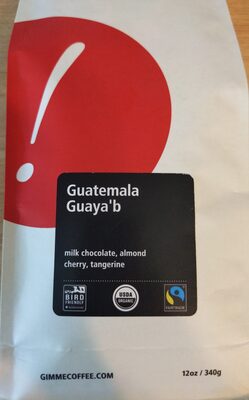 Guatemala
Guaya'b
milk chocolate, almond
cherry, tangerine
BIRD
FRIENDLY
USDA
ORGANIC
FAIRTRADE
GIMMECOFFEE.COM
12oz / 340g